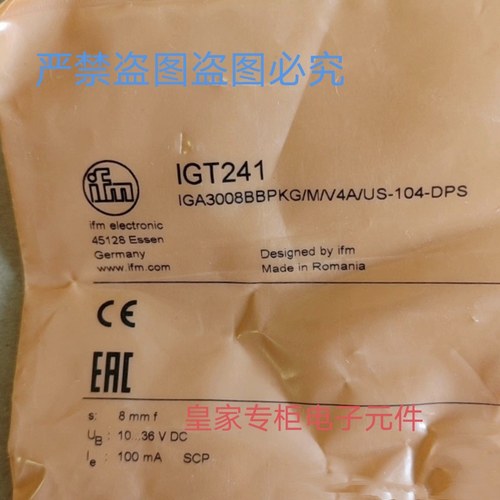 严禁盗图盗图必究
ifm
IGT241
IGA3008BBPKG/M/V4A/US-104-DPS
ifm electronic
45128 Essen
Germany
www.ifm.com
Designed by ifm
Made in Romania
CE
EAC
s: 8 mm f
皇家专柜电子元件
UB: 10...36 V DC
Ie: 100 mA SCP